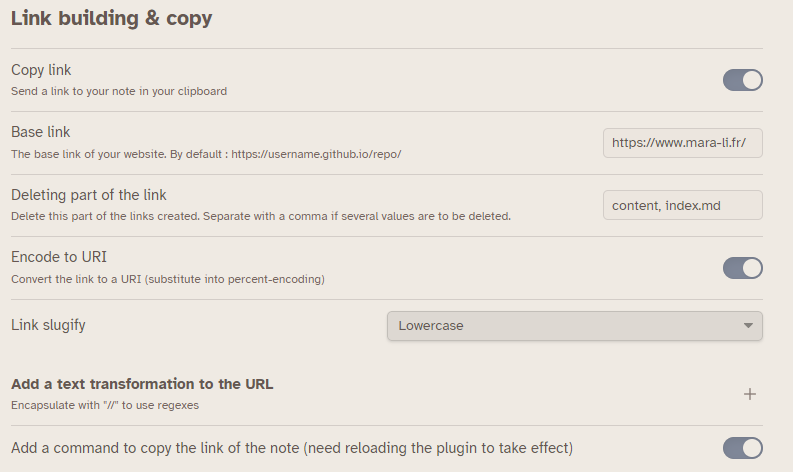 Link building & copy
Copy link
Send a link to your note in your clipboard
Base link
The base link of your website. By default : https://username.github.io/repo/
https://www.mara-li.fr/
Deleting part of the link
Delete this part of the links created. Separate with a comma if several values are to be deleted.
content, index.md
Encode to URI
Convert the link to a URI (substitute into percent-encoding)
Link slugify
Lowercase
Add a text transformation to the URL
Encapsulate with "//" to use regexes
Add a command to copy the link of the note (need reloading the plugin to take effect)